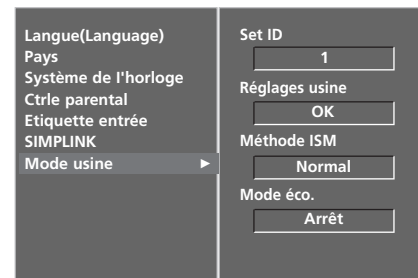 Langue(Language)
Pays
Système de I'horloge
Ctrle parental
Etiquette entrée
SIMPLINK
Mode usine ►
Set ID
1
Réglages usine
OK
Méthode ISM
Normal
Mode éco.
Arrêt